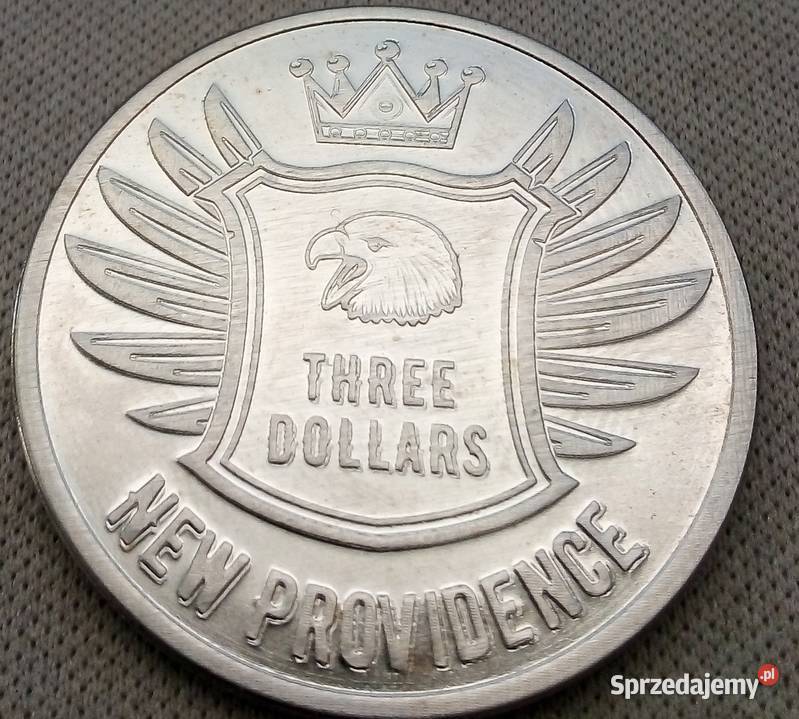 THREE
DOLLARS
NEW PROVIDENCE
Sprzedajemy.pl